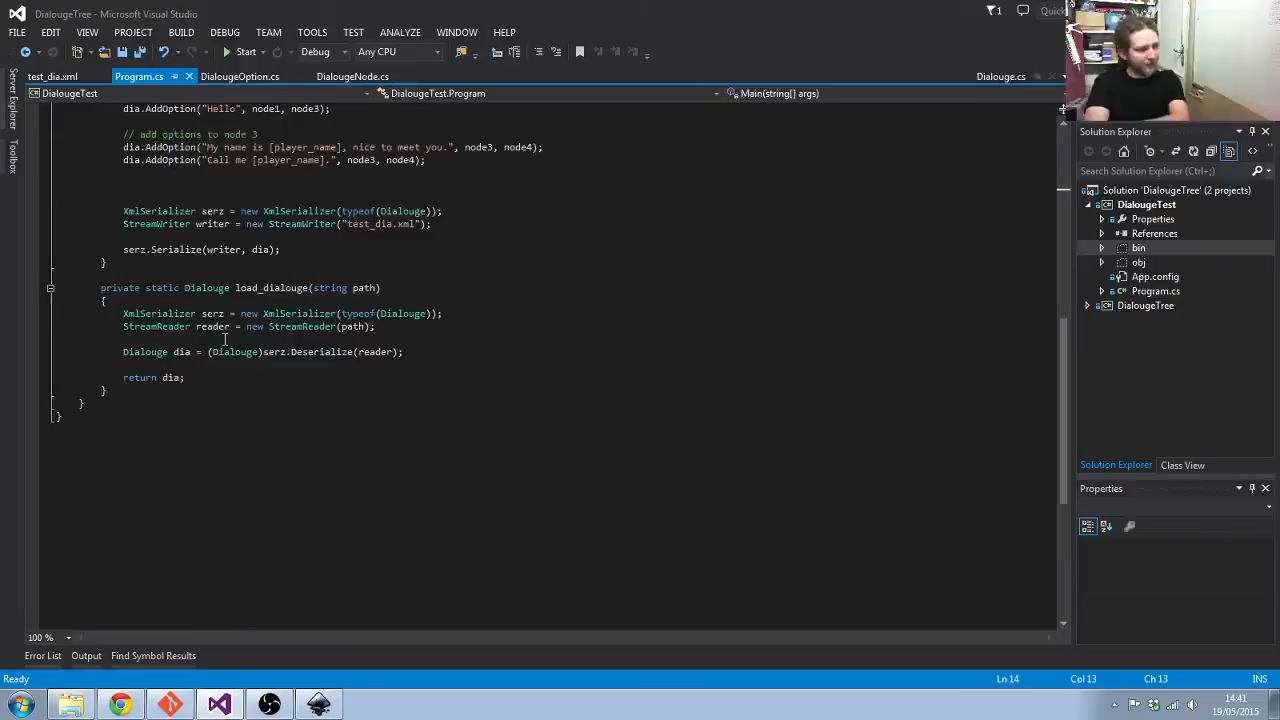 DialougeTree - Microsoft Visual Studio
1
Quick
FILE EDIT VIEW PROJECT BUILD DEBUG TEAM TOOLS TEST ANALYZE WINDOW HELP
Start Debug Any CPU
test_dia.xml Program.cs DialougeOption.cs DialougeNode.cs Dialouge.cs
DialougeTest DialougeTest.Program Main(string[] args)
Server Explorer
Toolbox
dia.AddOption("Hello", node1, node3);
// add options to node 3
dia.AddOption("My name is [player_name], nice to meet you.", node3, node4);
dia.AddOption("Call me [player_name].", node3, node4);
XmlSerializer serz = new XmlSerializer(typeof(Dialouge));
StreamWriter writer = new StreamWriter("test_dia.xml");
serz.Serialize(writer, dia);
}
private static Dialouge load_dialouge(string path)
{
XmlSerializer serz = new XmlSerializer(typeof(Dialouge));
StreamReader reader = new StreamReader(path);
Dialouge dia = (Dialouge)serz.Deserialize(reader);
return dia;
}
}
}
100 %
Solution Explorer
Search Solution Explorer (Ctrl+;)
Solution 'DialougeTree' (2 projects)
DialougeTest
Properties
References
bin
obj
App.config
Program.cs
DialougeTree
Solution Explorer Class View
Properties
Error List Output Find Symbol Results
Ready Ln 14 Col 13 Ch 13 INS
14:41
19/05/2015